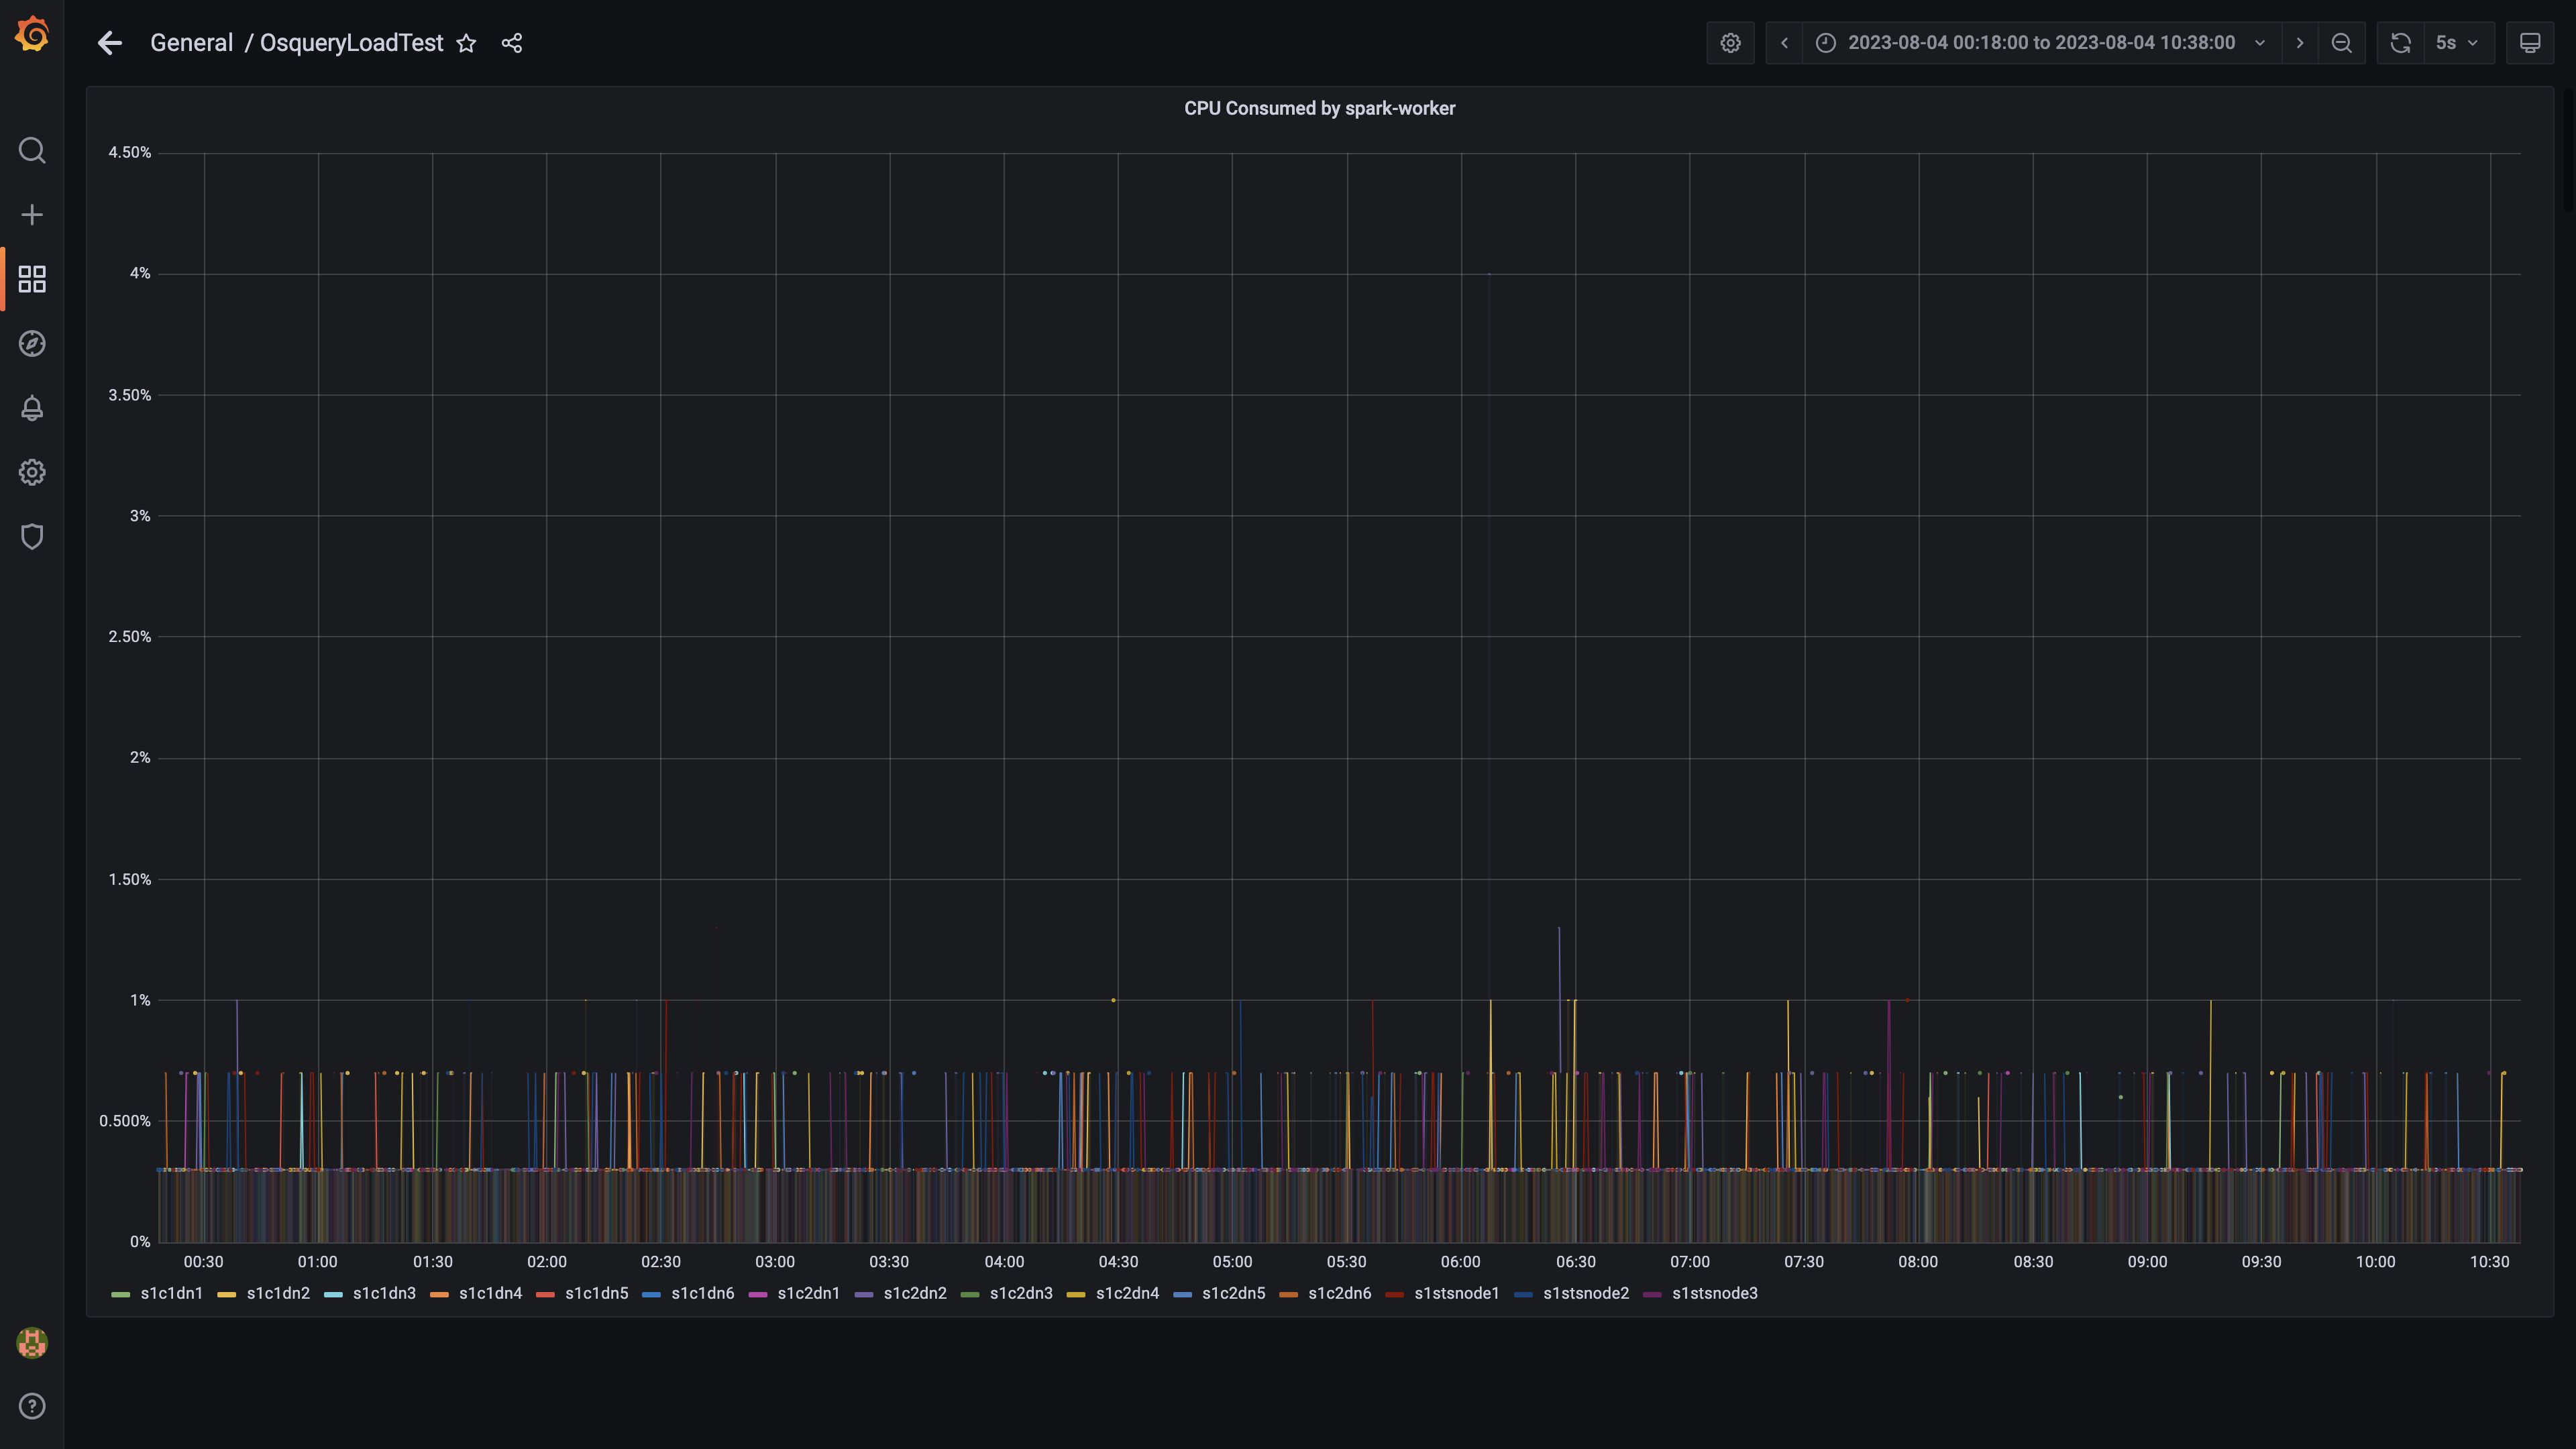 General / OsqueryLoadTest
2023-08-04 00:18:00 to 2023-08-04 10:38:00
5s
CPU Consumed by spark-worker
4.50%
4%
3.50%
3%
2.50%
2%
1.50%
1%
0.500%
0%
00:30 01:00 01:30 02:00 02:30 03:00 03:30 04:00 04:30 05:00 05:30 06:00 06:30 07:00 07:30 08:00 08:30 09:00 09:30 10:00 10:30
s1c1dn1 s1c1dn2 s1c1dn3 s1c1dn4 s1c1dn5 s1c1dn6 s1c2dn1 s1c2dn2 s1c2dn3 s1c2dn4 s1c2dn5 s1c2dn6 s1stsnode1 s1stsnode2 s1stsnode3